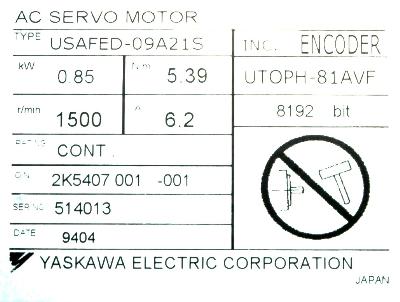 AC SERVO MOTOR
TYPE USAFED-09A21S
INC. ENCODER
kW 0.85 N·m 5.39
UTOPH-81AVF
r/min 1500 A 6.2
8192 bit
RATING CONT.
O/N 2K5407 001 -001
SER NO 514013
DATE 9404
YASKAWA ELECTRIC CORPORATION
JAPAN